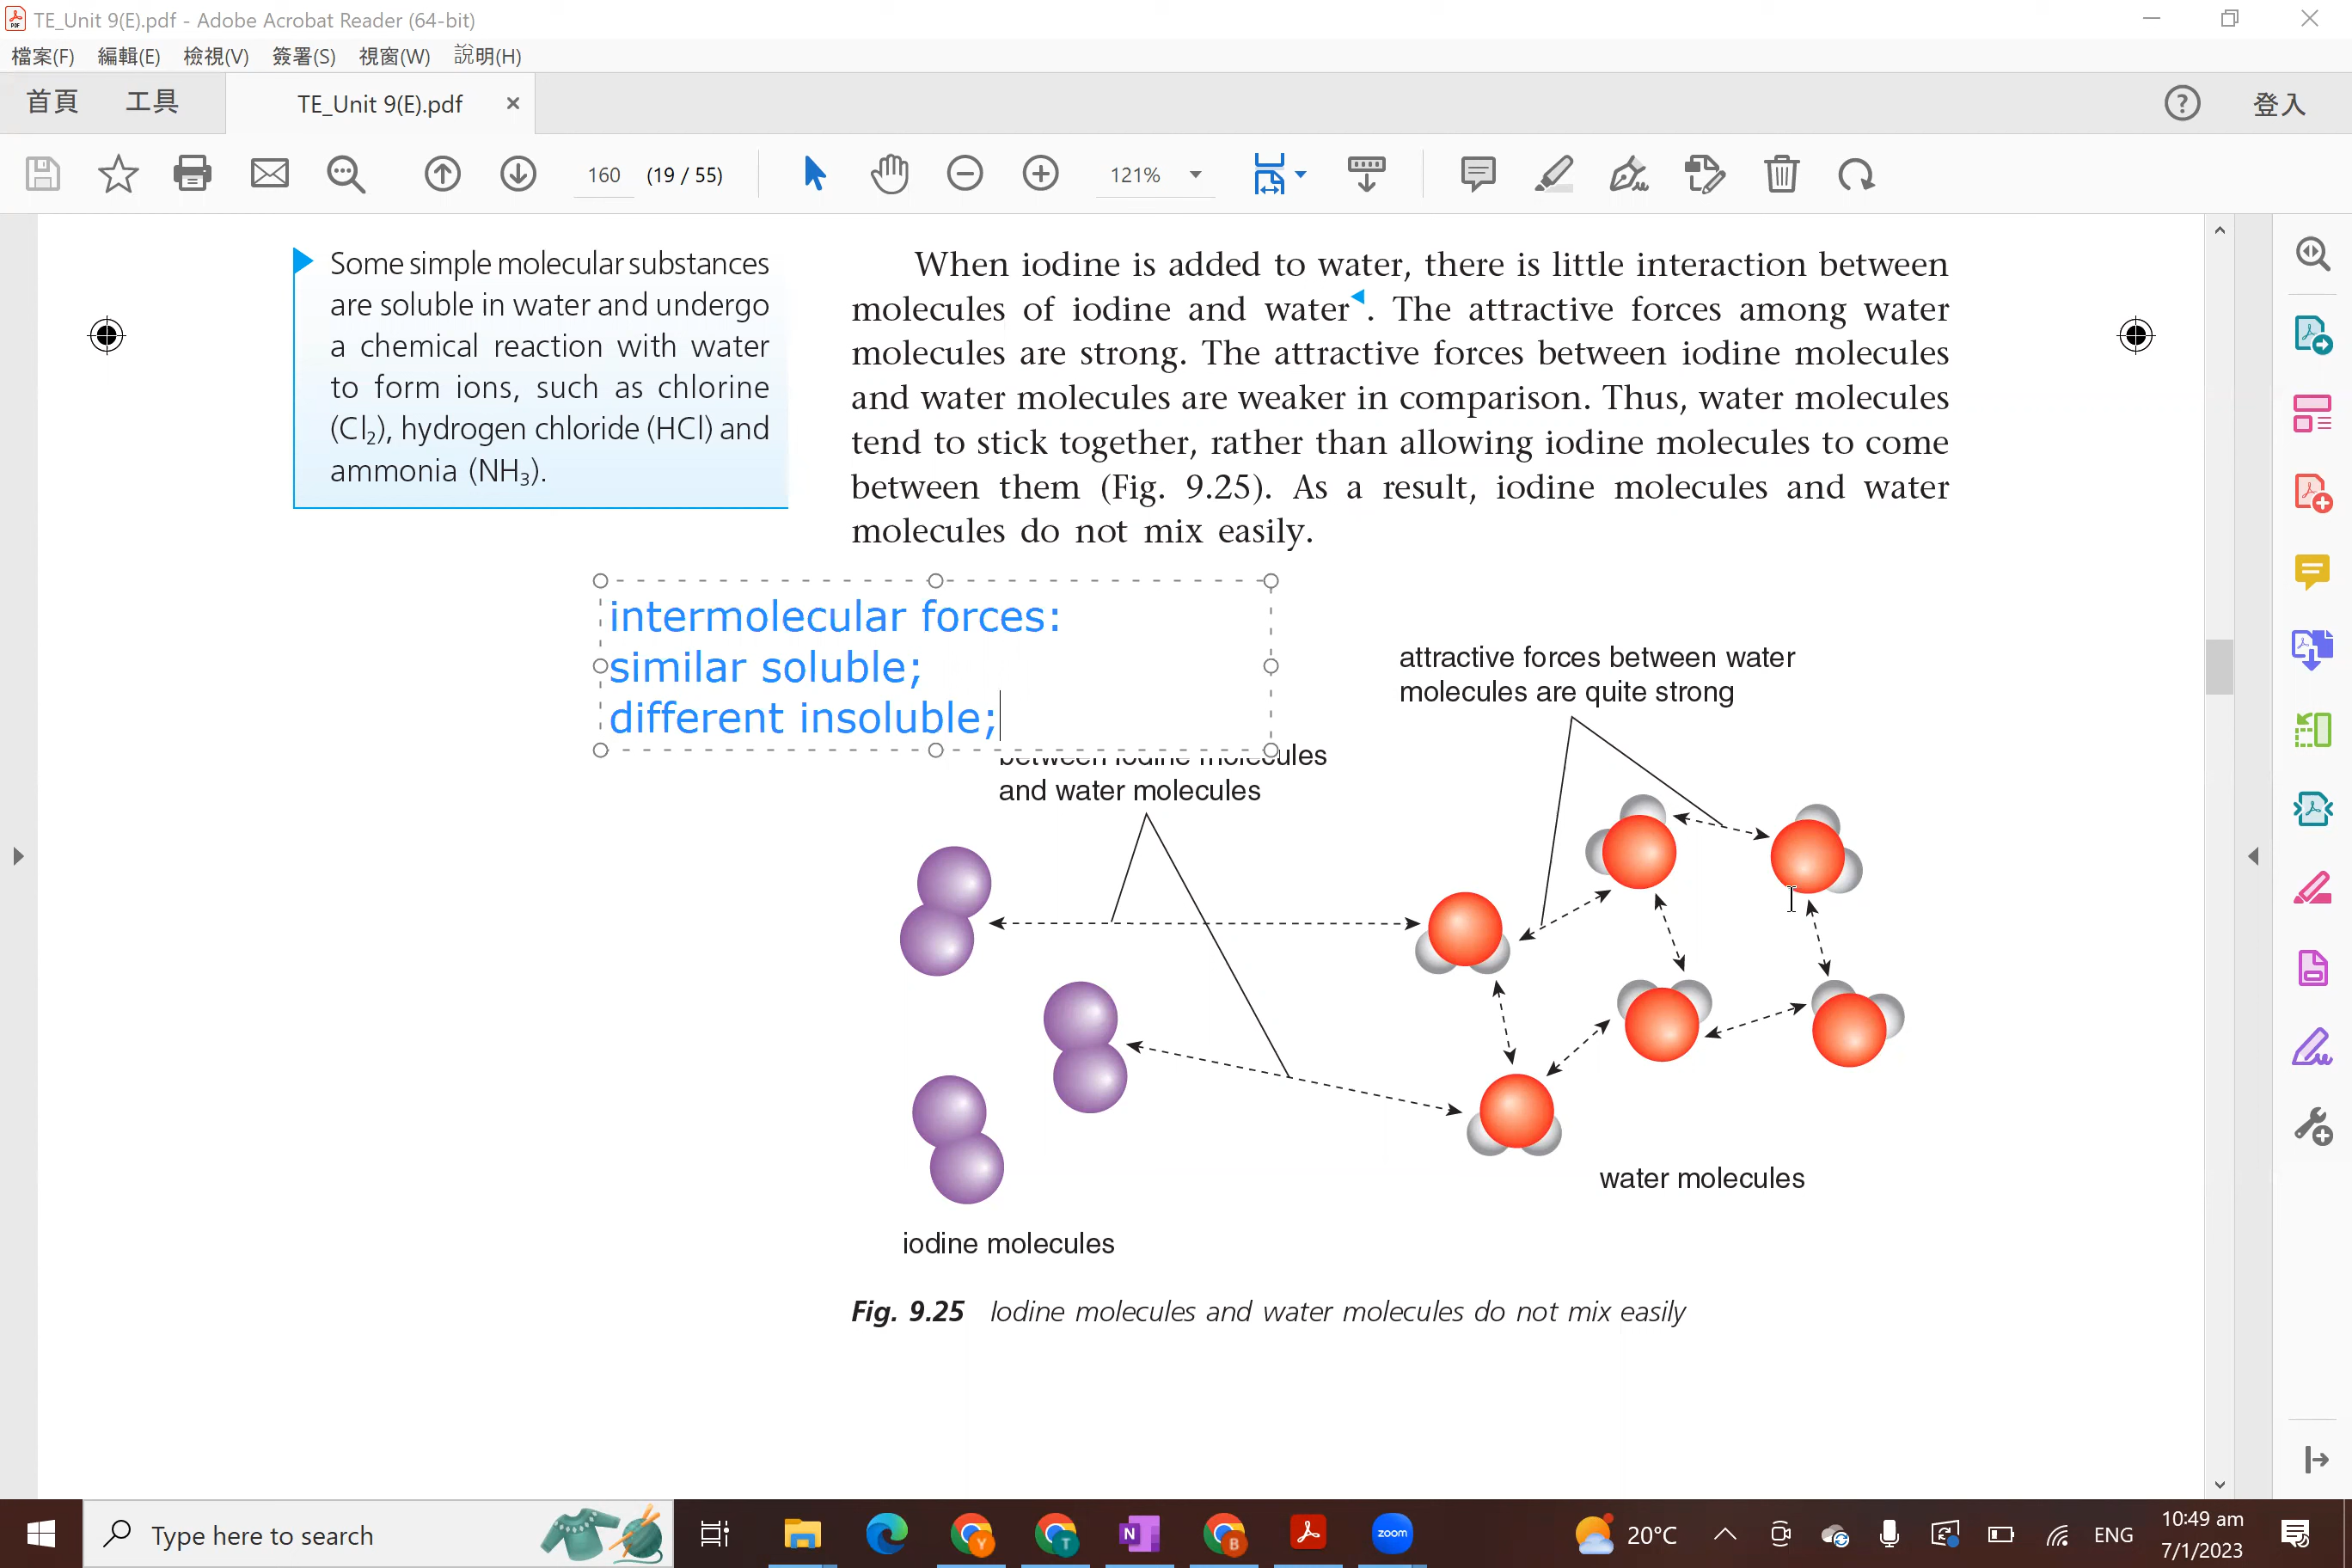 TE_Unit 9(E).pdf - Adobe Acrobat Reader (64-bit)
檔案(F) 編輯(E) 檢視(V) 簽署(S) 視窗(W) 說明(H)
首頁 工具 TE_Unit 9(E).pdf × ? 登入
160 (19 / 55) 121%
Some simple molecular substances
are soluble in water and undergo
a chemical reaction with water
to form ions, such as chlorine
(Cl₂), hydrogen chloride (HCl) and
ammonia (NH₃).
When iodine is added to water, there is little interaction between
molecules of iodine and water. The attractive forces among water
molecules are strong. The attractive forces between iodine molecules
and water molecules are weaker in comparison. Thus, water molecules
tend to stick together, rather than allowing iodine molecules to come
between them (Fig. 9.25). As a result, iodine molecules and water
molecules do not mix easily.
intermolecular forces:
similar soluble;
different insoluble;
between iodine molecules
and water molecules
attractive forces between water
molecules are quite strong
water molecules
iodine molecules
Fig. 9.25 Iodine molecules and water molecules do not mix easily
Type here to search
N
Y
T
B
zoom
20°C
ENG
10:49 am
7/1/2023